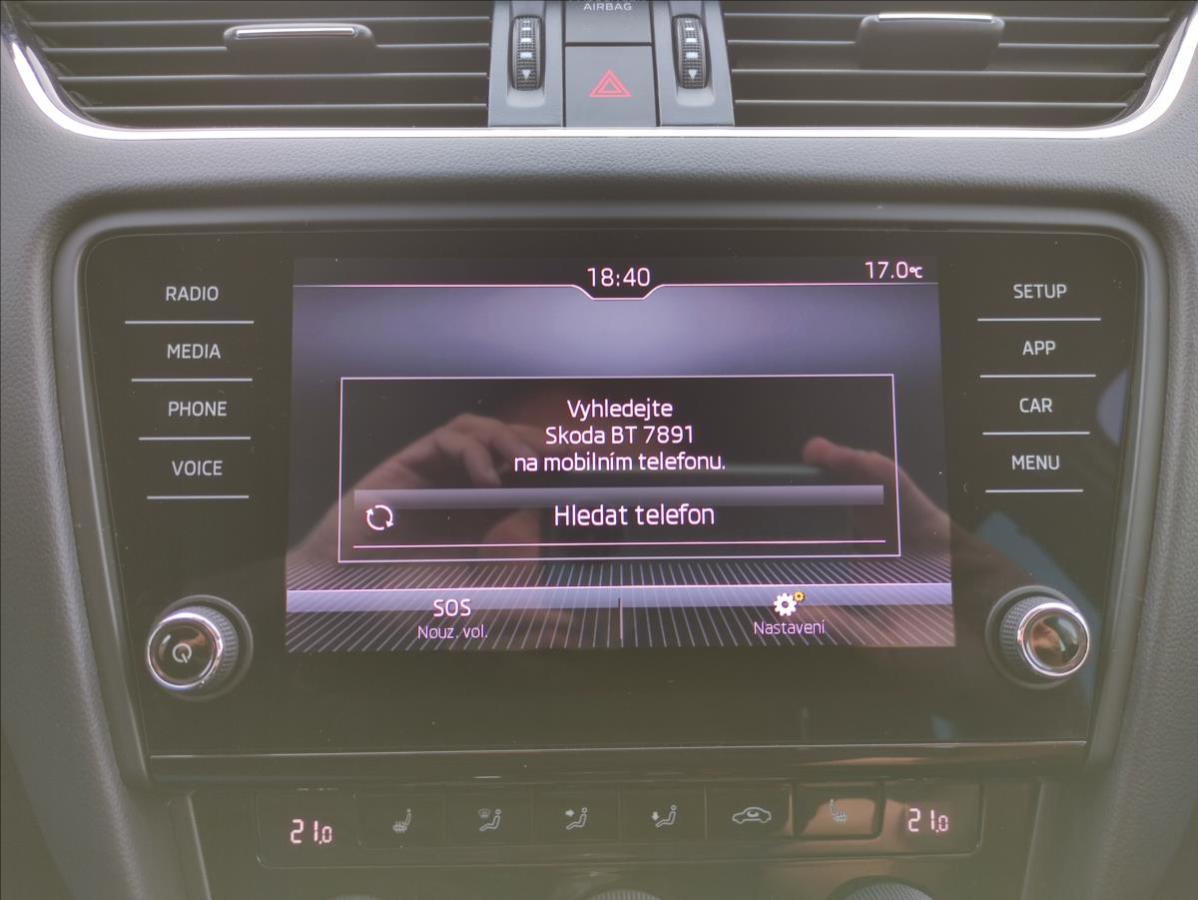 AIRBAG
18:40
17.0°C
RADIO
MEDIA
PHONE
VOICE
Vyhledejte
Skoda BT 7891
na mobilním telefonu.
Hledat telefon
SOS
Nouz. vol.
Nastavení
SETUP
APP
CAR
MENU
21.0
21.0